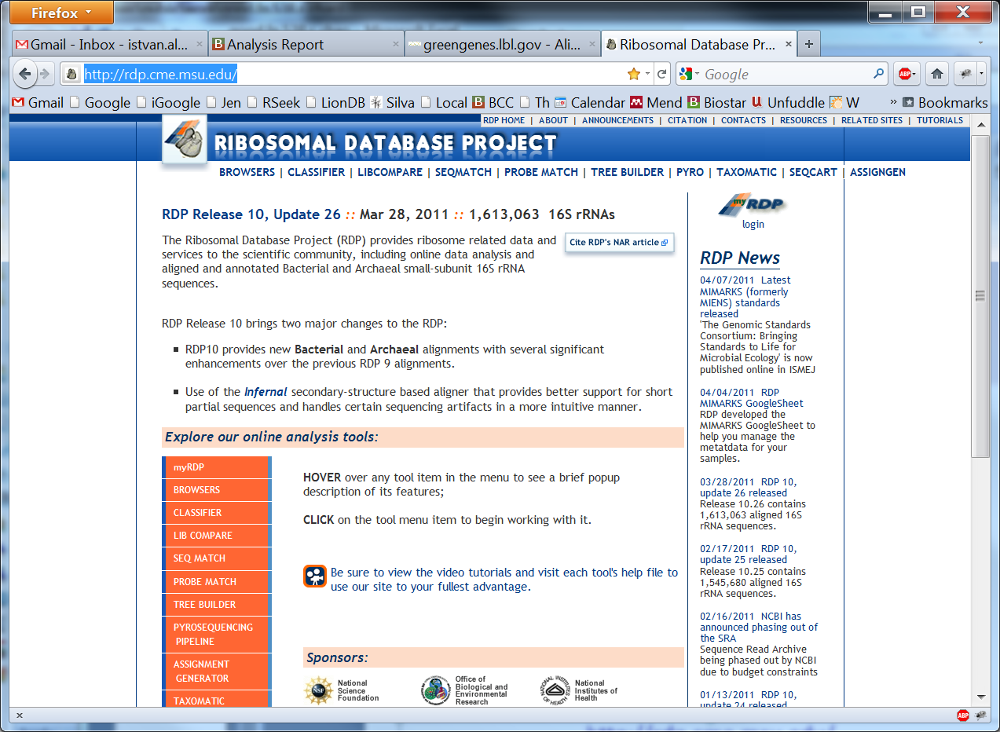 Firefox
Gmail - Inbox - istvan.al...
Analysis Report
greengenes.lbl.gov - Ali...
Ribosomal Database Pr...
http://rdp.cme.msu.edu/
Google
ABP
Gmail Google iGoogle Jen RSeek LionDB Silva Local BCC Th Calendar Mend Biostar Unfuddle W » Bookmarks
RDP HOME | ABOUT | ANNOUNCEMENTS | CITATION | CONTACTS | RESOURCES | RELATED SITES | TUTORIALS
RIBOSOMAL DATABASE PROJECT
BROWSERS | CLASSIFIER | LIBCOMPARE | SEQMATCH | PROBE MATCH | TREE BUILDER | PYRO | TAXOMATIC | SEQCART | ASSIGNGEN
RDP Release 10, Update 26 :: Mar 28, 2011 :: 1,613,063 16S rRNAs
The Ribosomal Database Project (RDP) provides ribosome related data and
services to the scientific community, including online data analysis and
aligned and annotated Bacterial and Archaeal small-subunit 16S rRNA
sequences.
Cite RDP's NAR article
RDP Release 10 brings two major changes to the RDP:
RDP10 provides new Bacterial and Archaeal alignments with several significant
enhancements over the previous RDP 9 alignments.
Use of the Infernal secondary-structure based aligner that provides better support for short
partial sequences and handles certain sequencing artifacts in a more intuitive manner.
Explore our online analysis tools:
myRDP
BROWSERS
CLASSIFIER
LIB COMPARE
SEQ MATCH
PROBE MATCH
TREE BUILDER
PYROSEQUENCING
PIPELINE
ASSIGNMENT
GENERATOR
TAXOMATIC
HOVER over any tool item in the menu to see a brief popup
description of its features;
CLICK on the tool menu item to begin working with it.
Be sure to view the video tutorials and visit each tool's help file to
use our site to your fullest advantage.
Sponsors:
NSF
National
Science
Foundation
Office of
Biological and
Environmental
Research
National
Institutes of
Health
my RDP
login
RDP News
04/07/2011 Latest
MIMARKS (formerly
MIENS) standards
released
'The Genomic Standards
Consortium: Bringing
Standards to Life for
Microbial Ecology' is now
published online in ISMEJ
04/04/2011 RDP
MIMARKS GoogleSheet
RDP developed the
MIMARKS GoogleSheet to
help you manage the
metatdata for your
samples.
03/28/2011 RDP 10,
update 26 released
Release 10.26 contains
1,613,063 aligned 16S
rRNA sequences.
02/17/2011 RDP 10,
update 25 released
Release 10.25 contains
1,545,680 aligned 16S
rRNA sequences.
02/16/2011 NCBI has
announced phasing out of
the SRA
Sequence Read Archive
being phased out by NCBI
due to budget constraints
01/13/2011 RDP 10,
update 24 released
ABP